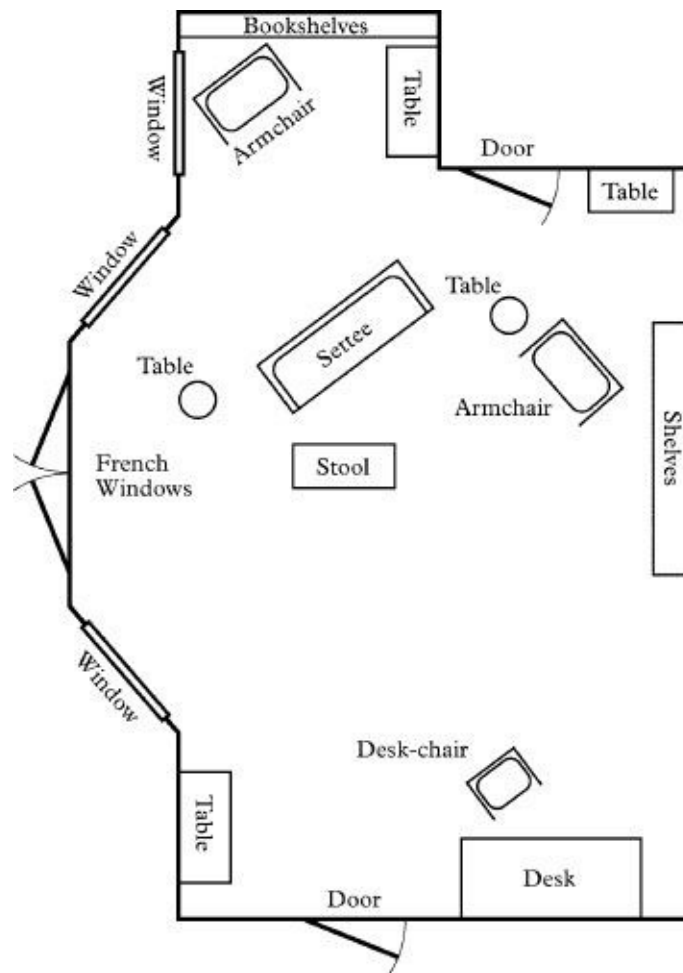 Bookshelves
Window
Armchair
Table
Door
Table
Window
Table
Settee
Table
Armchair
Shelves
French
Windows
Stool
Window
Desk-chair
Table
Desk
Door